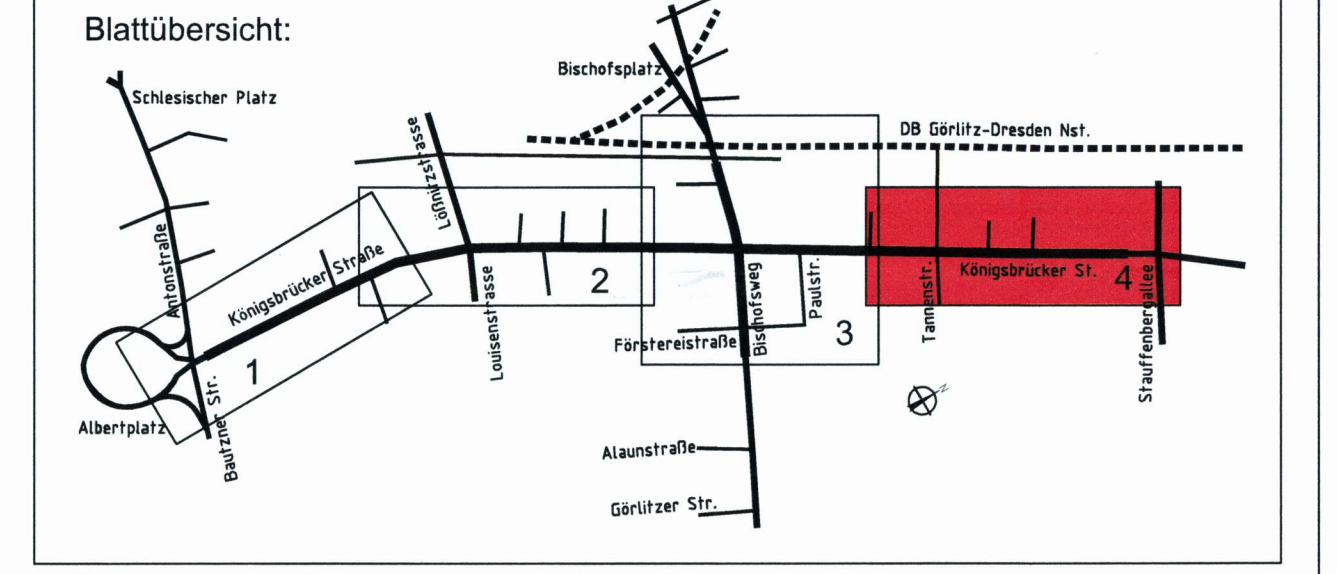 Blattübersicht:
Schlesischer Platz
Bischofsplatz
DB Görlitz-Dresden Nst.
Lößnirzstrasse
Antonstraße
Königsbrücker Straße
2
Louisenstrasse
Bischofsweg
Paulstr.
Förstereistraße
3
Tannenstr.
Königsbrücker St.
4
Stauffenbergallee
1
Albertplatz
Bautzner Str.
N
Alaunstraße
Görlitzer Str.